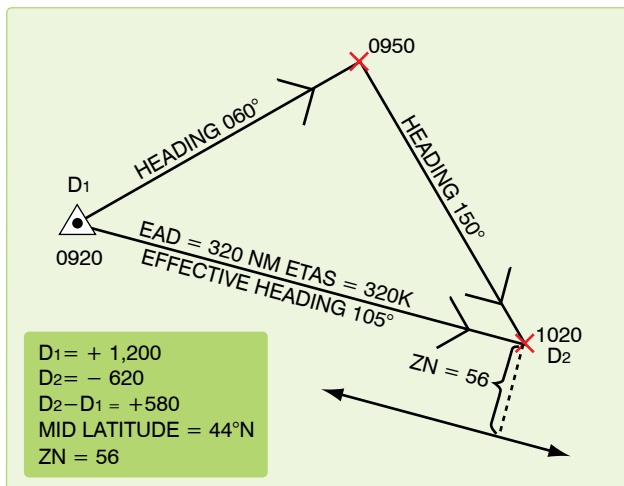 0950
HEADING 060°
HEADING 150°
D1
0920
EAD = 320 NM ETAS = 320K
EFFECTIVE HEADING 105°
1020
D2
ZN = 56
D1= + 1,200
D2= − 620
D2−D1 = +580
MID LATITUDE = 44°N
ZN = 56